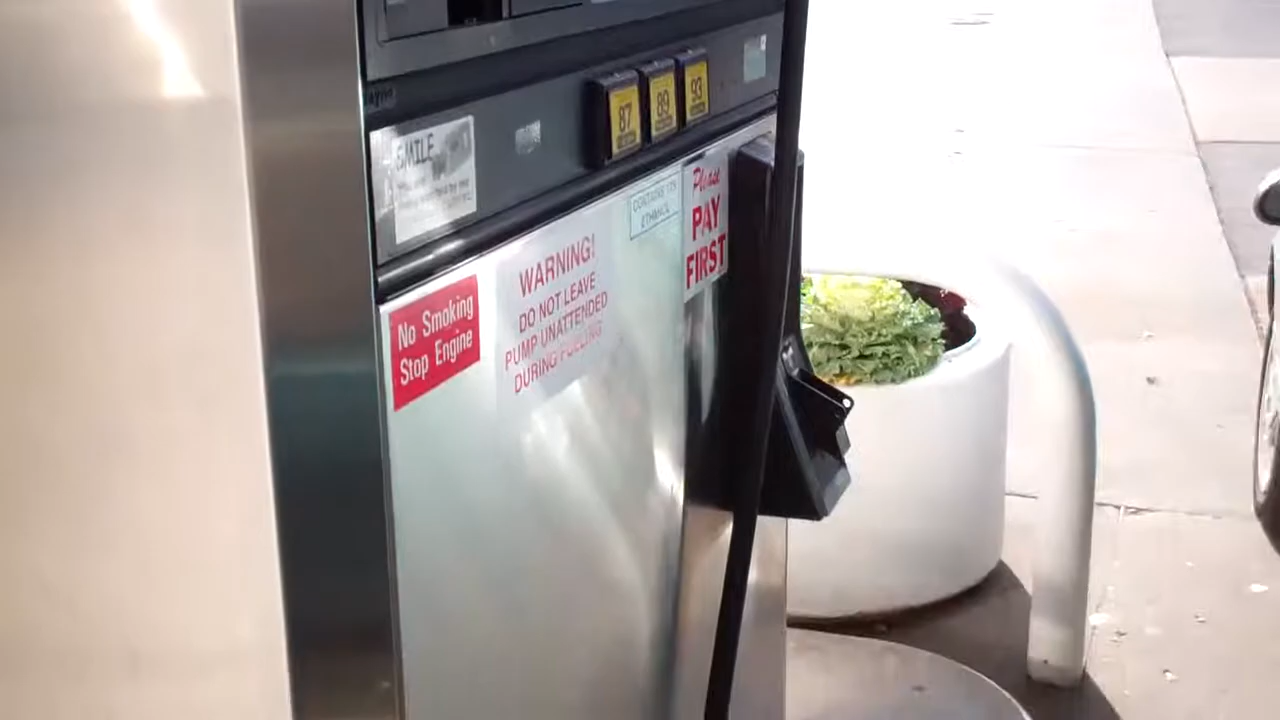 87
89
93
SMILE
No Smoking
Stop Engine
WARNING!
DO NOT LEAVE
PUMP UNATTENDED
DURING FUELING
CONTAINS
ETHANOL
Please
PAY
FIRST